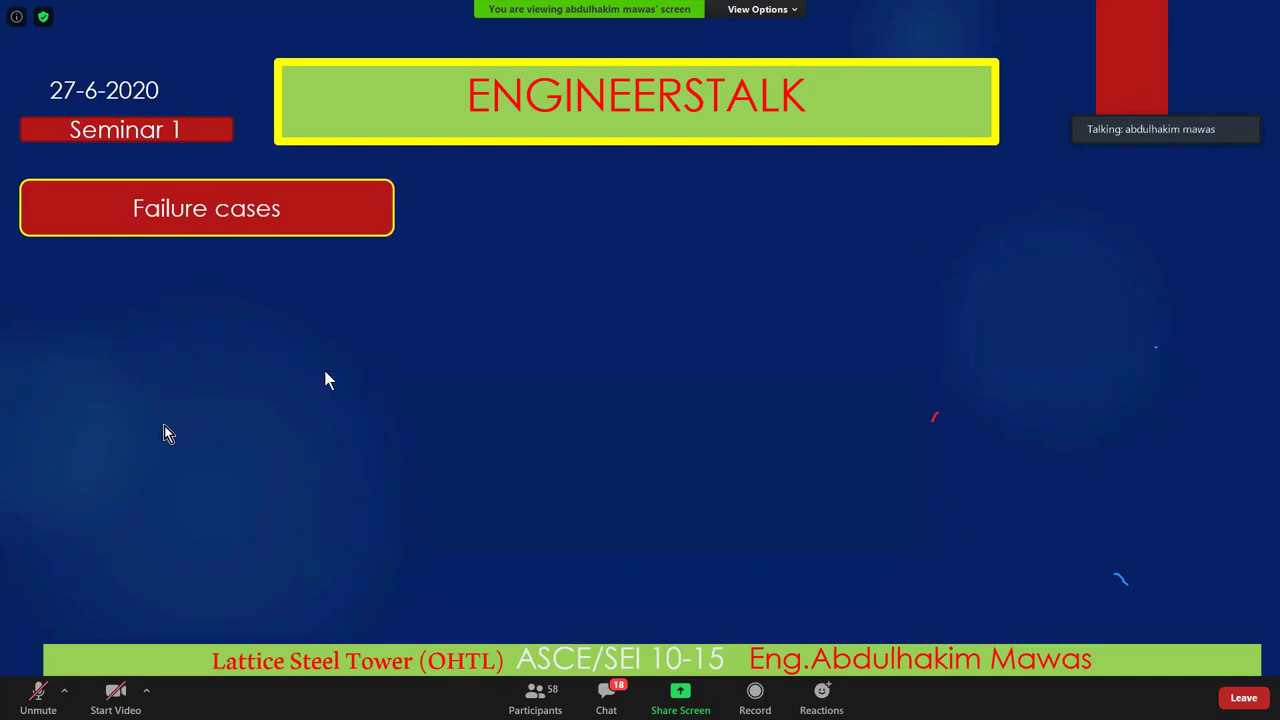 You are viewing abdulhakim mawas' screen
View Options
27-6-2020
ENGINEERSTALK
Seminar 1
Talking: abdulhakim mawas
Failure cases
Lattice Steel Tower (OHTL) ASCE/SEI 10-15 Eng.Abdulhakim Mawas
58
18
Unmute
Start Video
Participants
Chat
Share Screen
Record
Reactions
Leave